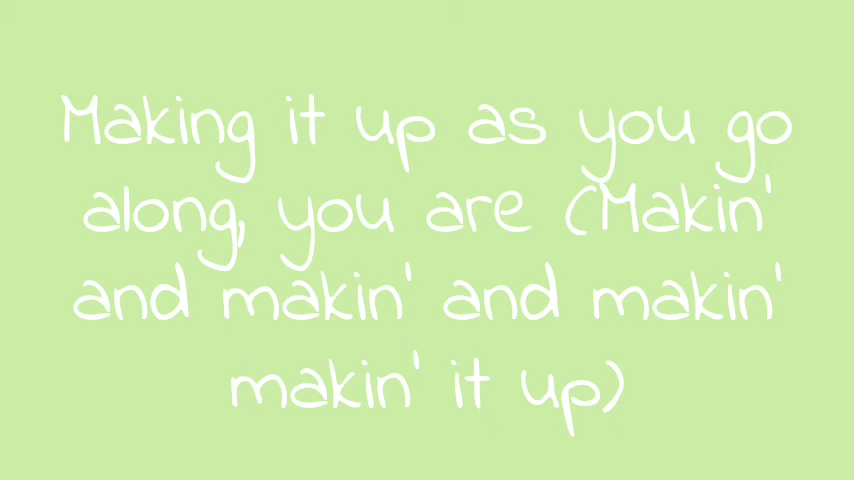 Making it up as you go
along, you are (Makin'
and makin' and makin'
makin' it up)